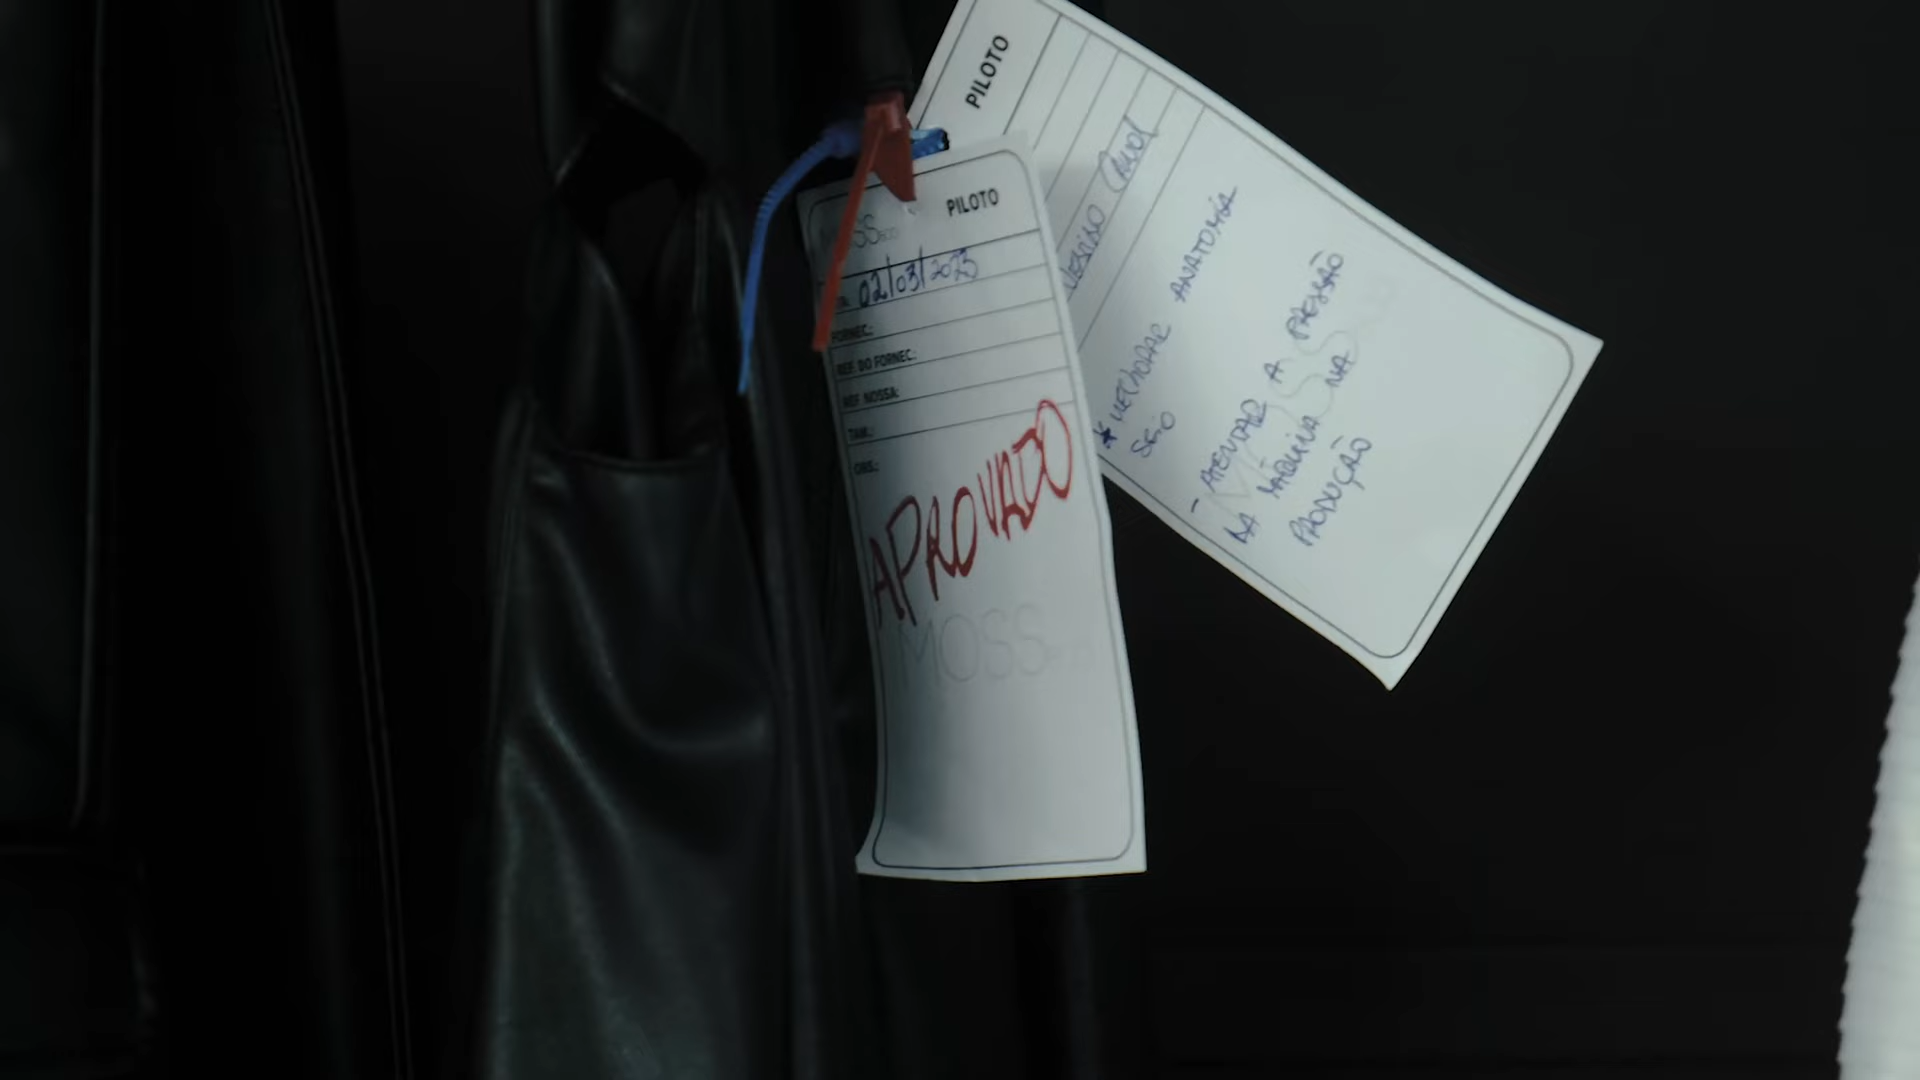 PILOTO
02/03/2023
FORNEC.:
REF. DO FORNEC.:
REF. NOSSA:
TAM.:
OBS.:
APROVADO
MOSS
PILOTO
* MELHORAR ANATOMIA
SEIO
- ATENTAR A PRESSÃO
DA MÁQUINA NA
PRODUÇÃO